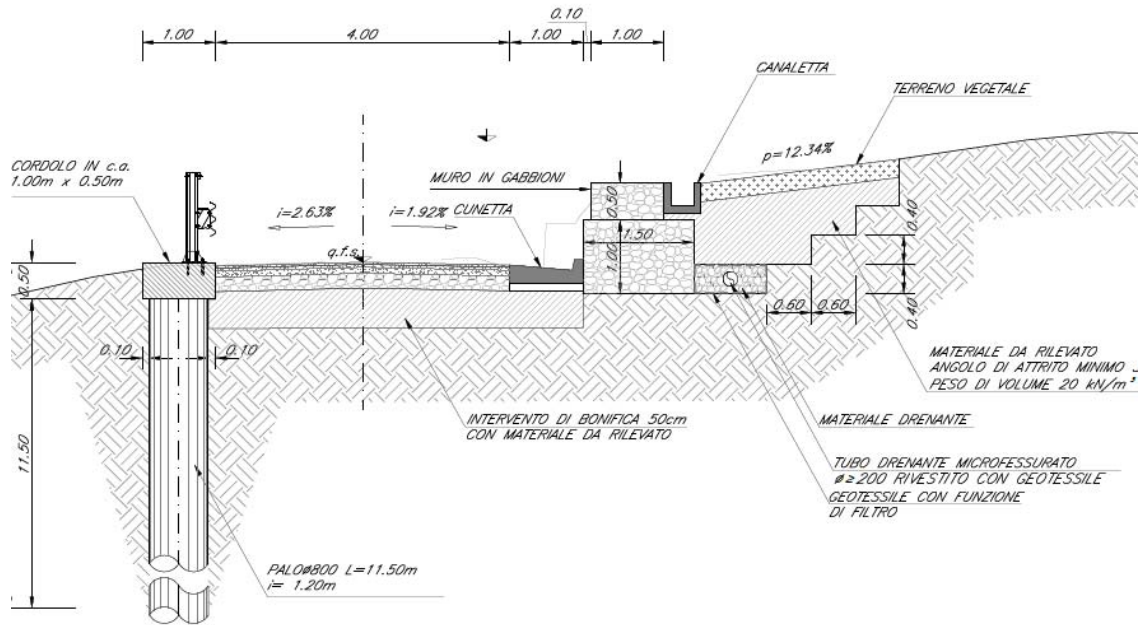 0.10
1.00
4.00
1.00
1.00
CANALETTA
TERRENO VEGETALE
p=12.34%
CORDOLO IN c.a.
1.00m x 0.50m
MURO IN GABBIONI
i=2.63%
i=1.92%
CUNETTA
0.50
1.50
1.00
q.f.s.
0.50
0.40
0.40
0.60
0.60
0.10
0.10
11.50
MATERIALE DA RILEVATO
ANGOLO DI ATTRITO MINIMO
PESO DI VOLUME 20 kN/m
INTERVENTO DI BONIFICA 50cm
CON MATERIALE DA RILEVATO
MATERIALE DRENANTE
TUBO DRENANTE MICROFESSURATO
ø≥200 RIVESTITO CON GEOTESSILE
GEOTESSILE CON FUNZIONE
DI FILTRO
PALOø800 L=11.50m
i= 1.20m